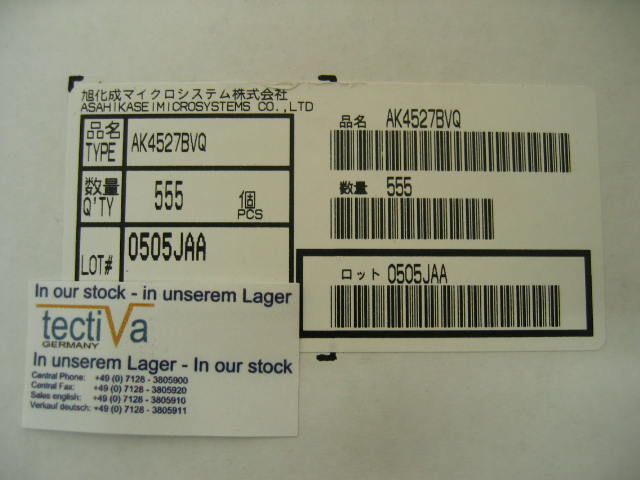 旭化成マイクロシステム株式会社
ASAHIKASEIMICROSYSTEMS CO.,LTD
品名
TYPE
AK4527BVQ
数量
Q'TY
555
個
PCS
LOT#
0505JAA
品名 AK4527BVQ
数量 555
ロット 0505JAA
In our stock - in unserem Lager
tectiVa
GERMANY
In unserem Lager - In our stock
Central Phone: +49 (0) 7128 - 3805900
Central Fax: +49 (0) 7128 - 3805920
Sales english: +49 (0) 7128 - 3805910
Verkauf deutsch: +49 (0) 7128 - 3805911